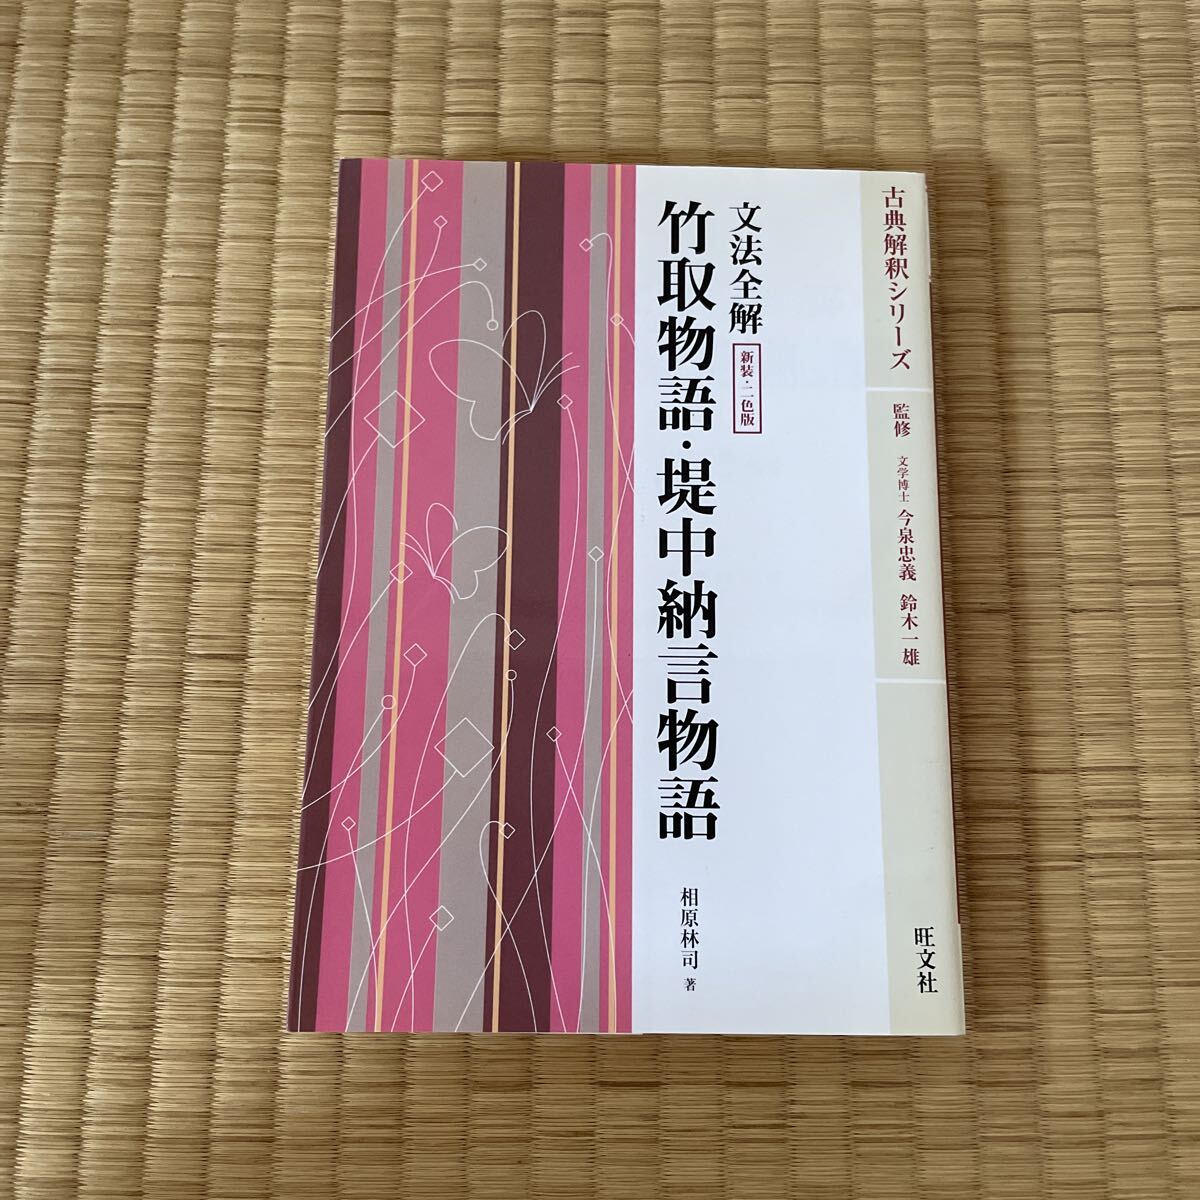 古典解釈シリーズ
監修 文学博士 今泉忠義 鈴木一雄
旺文社
文法全解 新装・二色版
竹取物語・堤中納言物語
相原林司 著